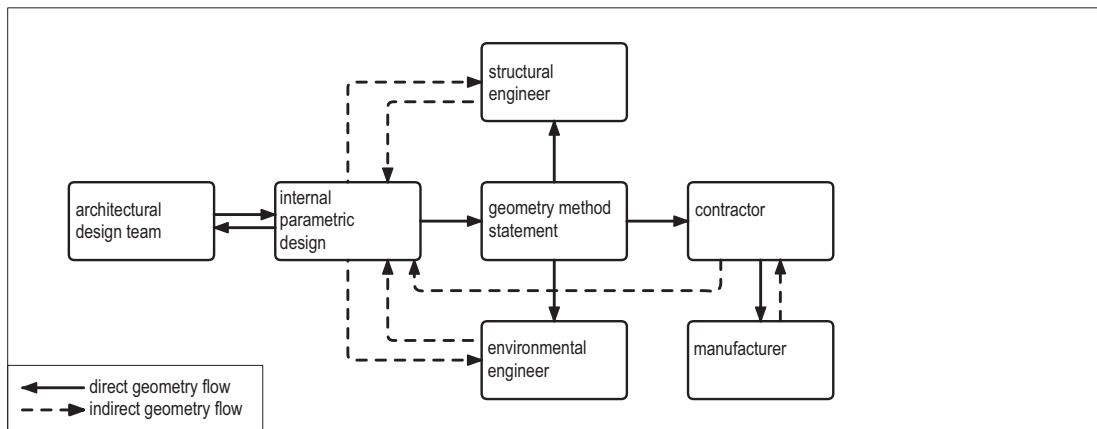 structural
engineer
architectural
design team
internal
parametric
design
geometry method
statement
contractor
environmental
engineer
manufacturer
direct geometry flow
indirect geometry flow